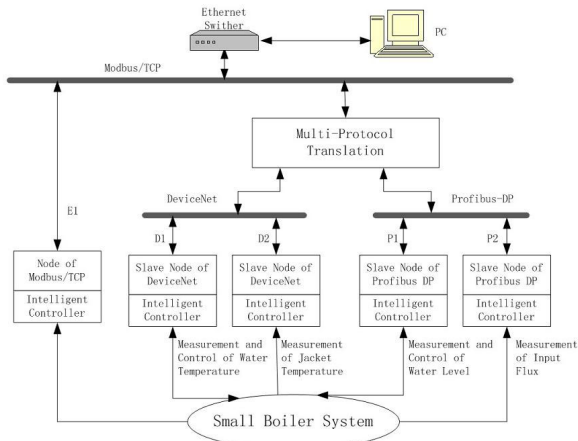 Ethernet
Swither
PC
Modbus/TCP
Multi-Protocol
Translation
DeviceNet
Profibus-DP
E1
D1
D2
P1
P2
Node of
Modbus/TCP
Intelligent
Controller
Slave Node of
DeviceNet
Intelligent
Controller
Slave Node of
DeviceNet
Intelligent
Controller
Slave Node of
Profibus DP
Intelligent
Controller
Slave Node of
Profibus DP
Intelligent
Controller
Measurement and
Control of Water
Temperature
Measurement
of Jacket
Temperature
Measurement and
Control of
Water Level
Measurement
of Input
Flux
Small Boiler System